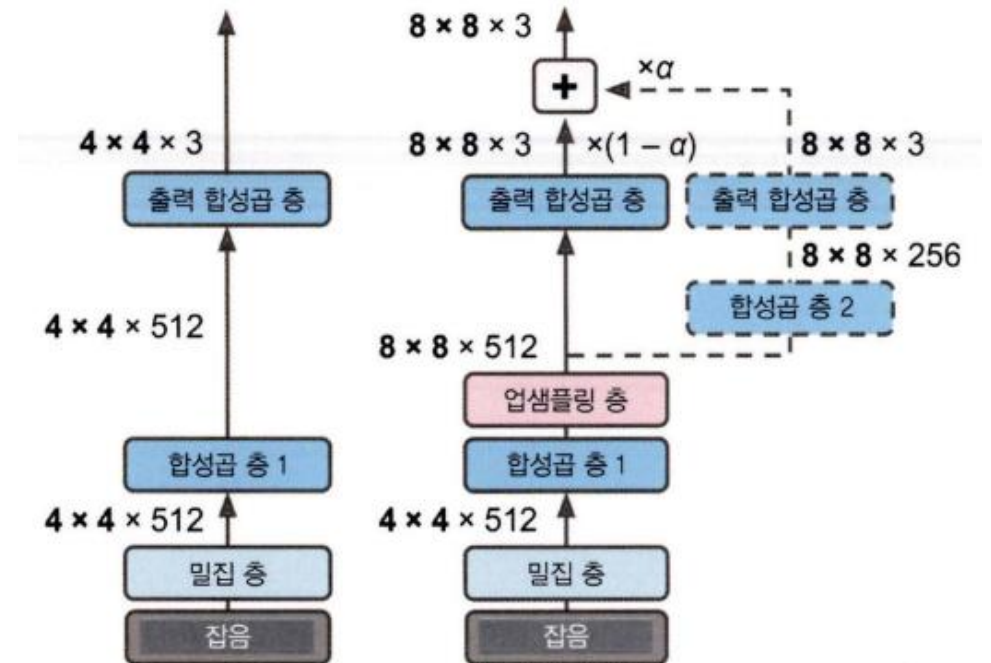 4 × 4 × 3
출력 합성곱 층
4 × 4 × 512
합성곱 층 1
4 × 4 × 512
밀집 층
잡음
8 × 8 × 3
+
×α
8 × 8 × 3
×(1 – α)
8 × 8 × 3
출력 합성곱 층
출력 합성곱 층
8 × 8 × 256
합성곱 층 2
8 × 8 × 512
업샘플링 층
합성곱 층 1
4 × 4 × 512
밀집 층
잡음